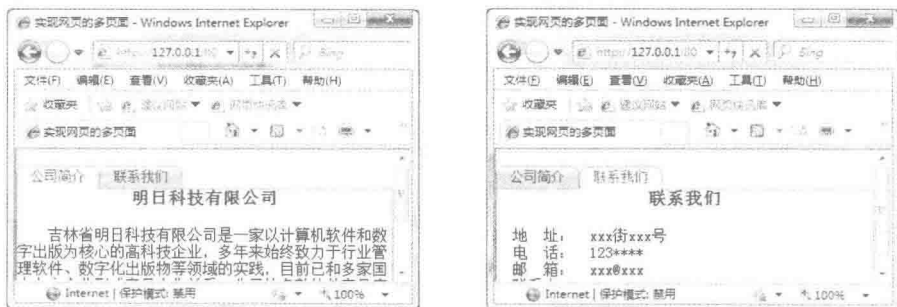 实现网页的多页面 - Windows Internet Explorer
127.0.0.1 Bing
文件(F) 编辑(E) 查看(V) 收藏夹(A) 工具(T) 帮助(H)
收藏夹 建议网站
实现网页的多页面
公司简介 联系我们
明日科技有限公司
吉林省明日科技有限公司是一家以计算机软件和数
字出版为核心的高科技企业，多年来始终致力于行业管
理软件、数字化出版物等领域的实践，目前已和多家国
Internet | 保护模式: 禁用 100%
实现网页的多页面 - Windows Internet Explorer
127.0.0.1 Bing
文件(F) 编辑(E) 查看(V) 收藏夹(A) 工具(T) 帮助(H)
收藏夹 建议网站
实现网页的多页面
公司简介 联系我们
联系我们
地 址： xxx街xxx号
电 话： 123****
邮 箱： xxx@xxx
Internet | 保护模式: 禁用 100%